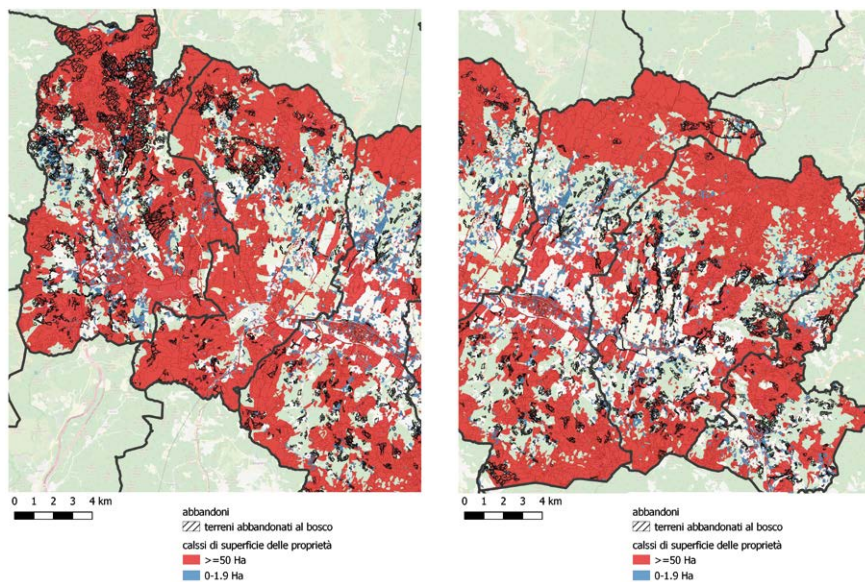 0 1 2 3 4 km
abbandoni
terreni abbandonati al bosco
calssi di superficie delle proprietà
>=50 Ha
0-1.9 Ha
0 1 2 3 4 km
abbandoni
terreni abbandonati al bosco
calssi di superficie delle proprietà
>=50 Ha
0-1.9 Ha